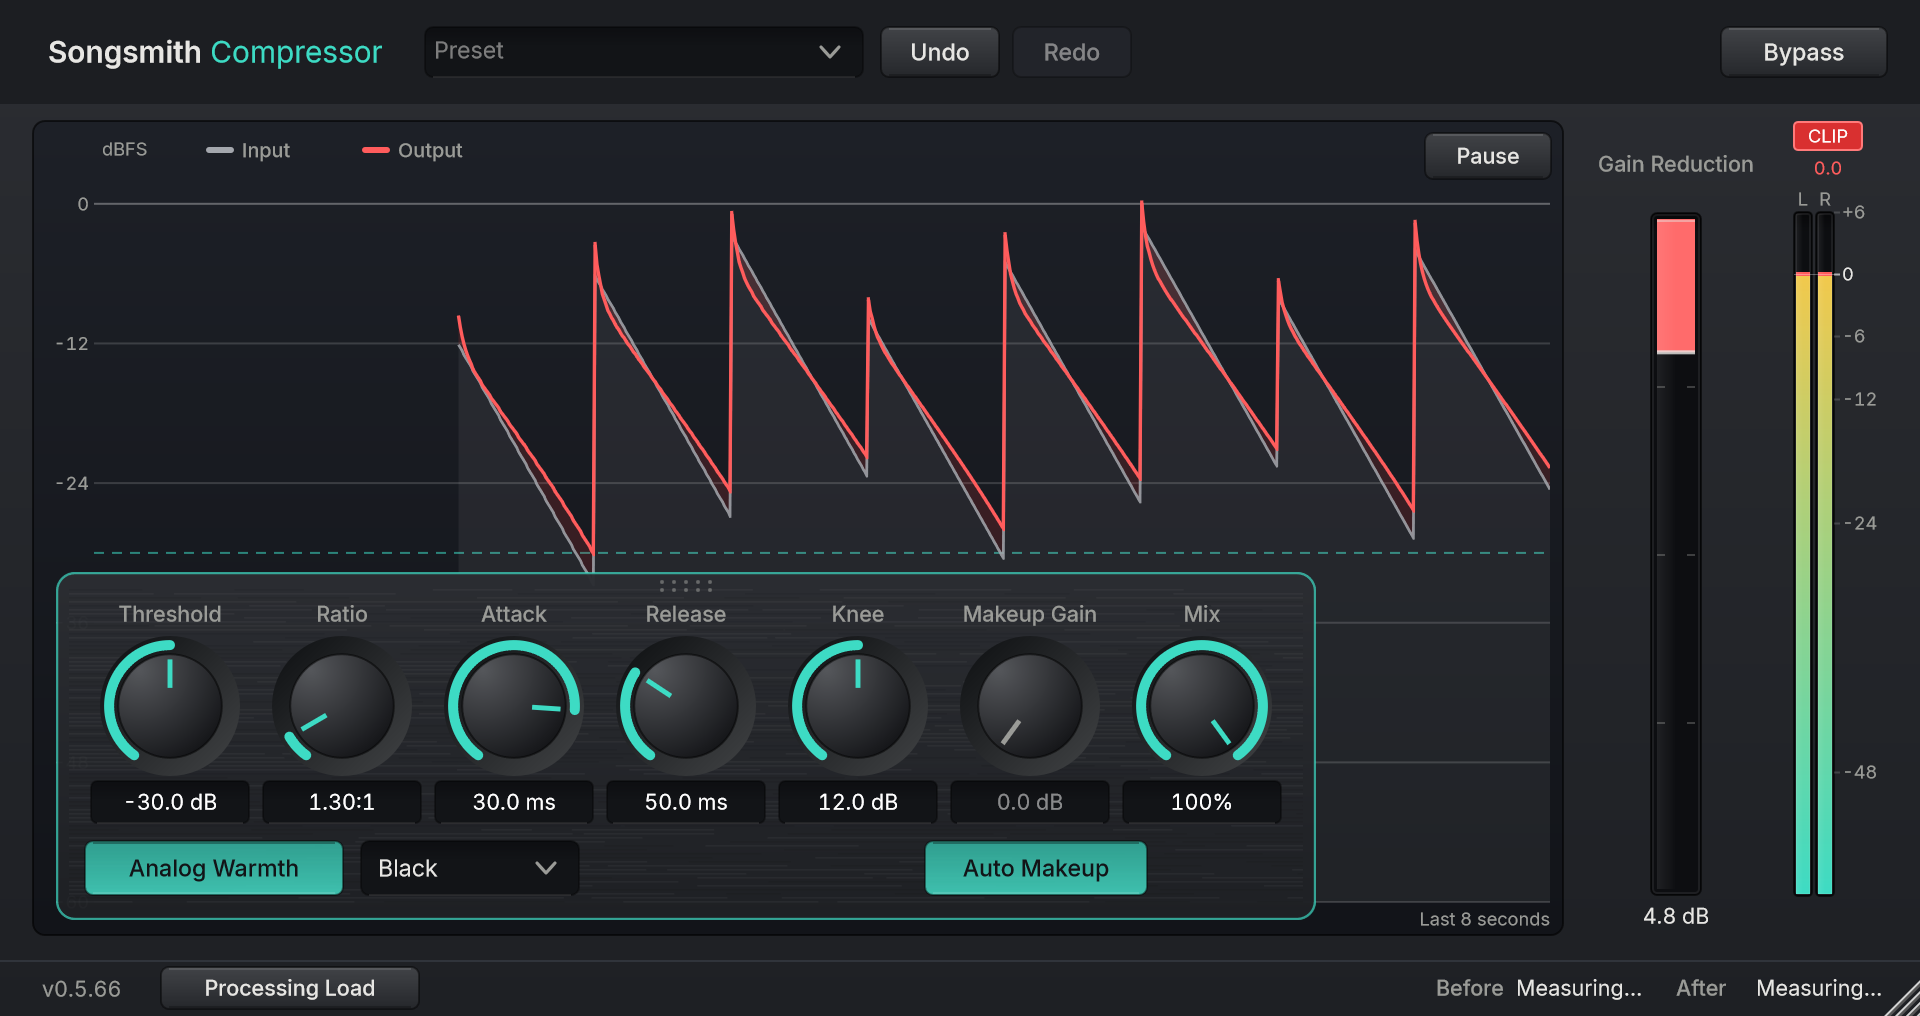 Songsmith Compressor
Preset
Undo
Redo
Bypass
dBFS
Input
Output
Pause
Gain Reduction
CLIP
0.0
L R
+6
0
-6
-12
-24
-48
0
-12
-24
Threshold
Ratio
Attack
Release
Knee
Makeup Gain
Mix
-30.0 dB
1.30:1
30.0 ms
50.0 ms
12.0 dB
0.0 dB
100%
Analog Warmth
Black
Auto Makeup
Last 8 seconds
4.8 dB
v0.5.66
Processing Load
Before Measuring...
After Measuring...